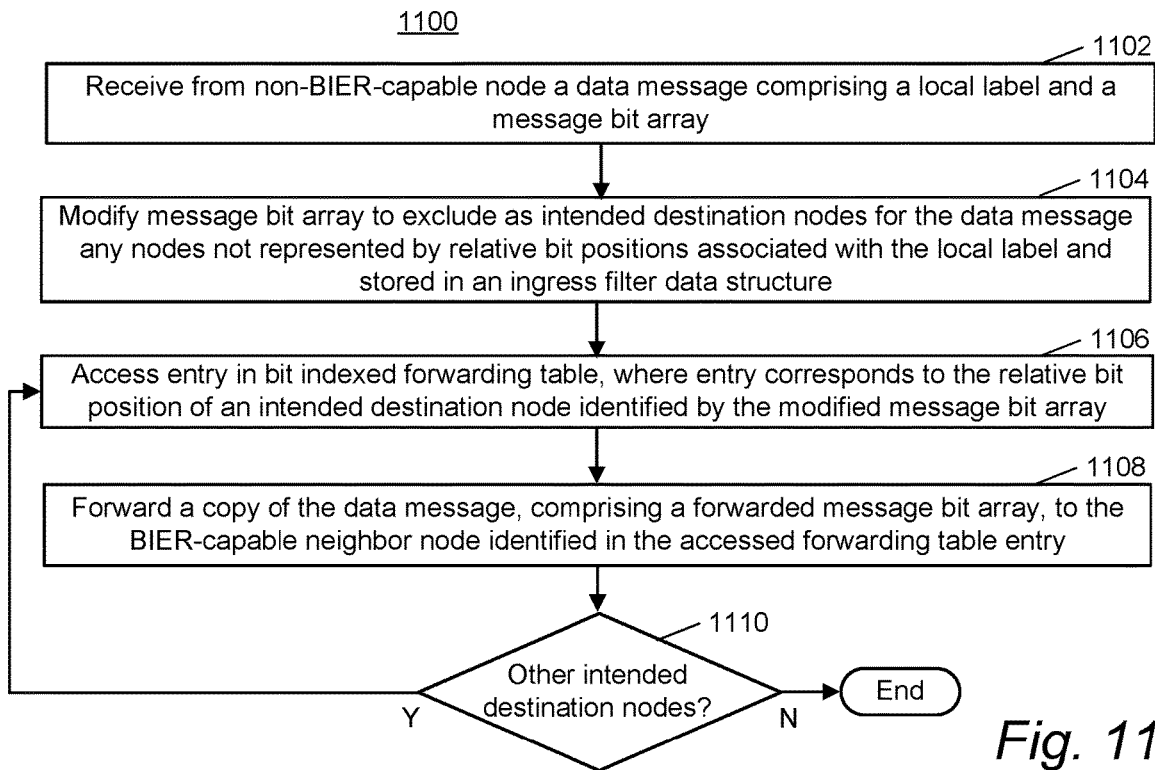 1100
1102
Receive from non-BIER-capable node a data message comprising a local label and a
message bit array
1104
Modify message bit array to exclude as intended destination nodes for the data message
any nodes not represented by relative bit positions associated with the local label and
stored in an ingress filter data structure
1106
Access entry in bit indexed forwarding table, where entry corresponds to the relative bit
position of an intended destination node identified by the modified message bit array
1108
Forward a copy of the data message, comprising a forwarded message bit array, to the
BIER-capable neighbor node identified in the accessed forwarding table entry
1110
Other intended
destination nodes?
Y
N
End
Fig. 11